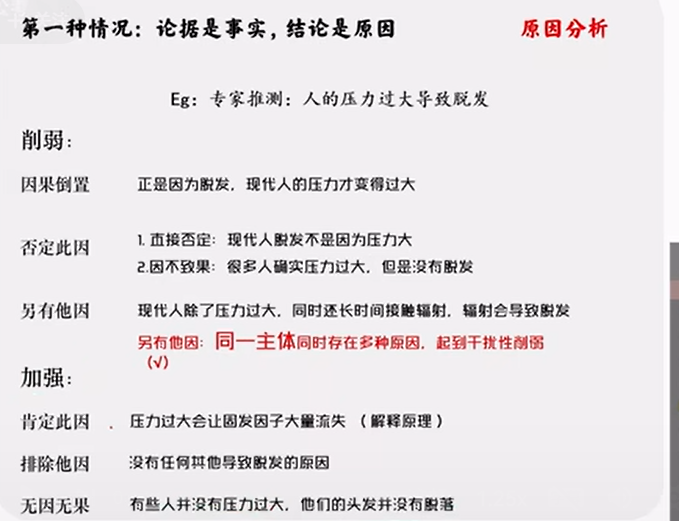 第一种情况：论据是事实，结论是原因
原因分析
Eg：专家推测：人的压力过大导致脱发
削弱：
因果倒置 正是因为脱发，现代人的压力才变得过大
否定此因
1. 直接否定：现代人脱发不是因为压力大
2.因不致果：很多人确实压力过大，但是没有脱发
另有他因 现代人除了压力过大，同时还长时间接触辐射，辐射会导致脱发
另有他因：同一主体同时存在多种原因，起到干扰性削弱
（√）
加强：
肯定此因 . 压力过大会让固发因子大量流失 （解释原理）
排除他因 没有任何其他导致脱发的原因
无因无果 有些人并没有压力过大，他们的头发并没有脱落